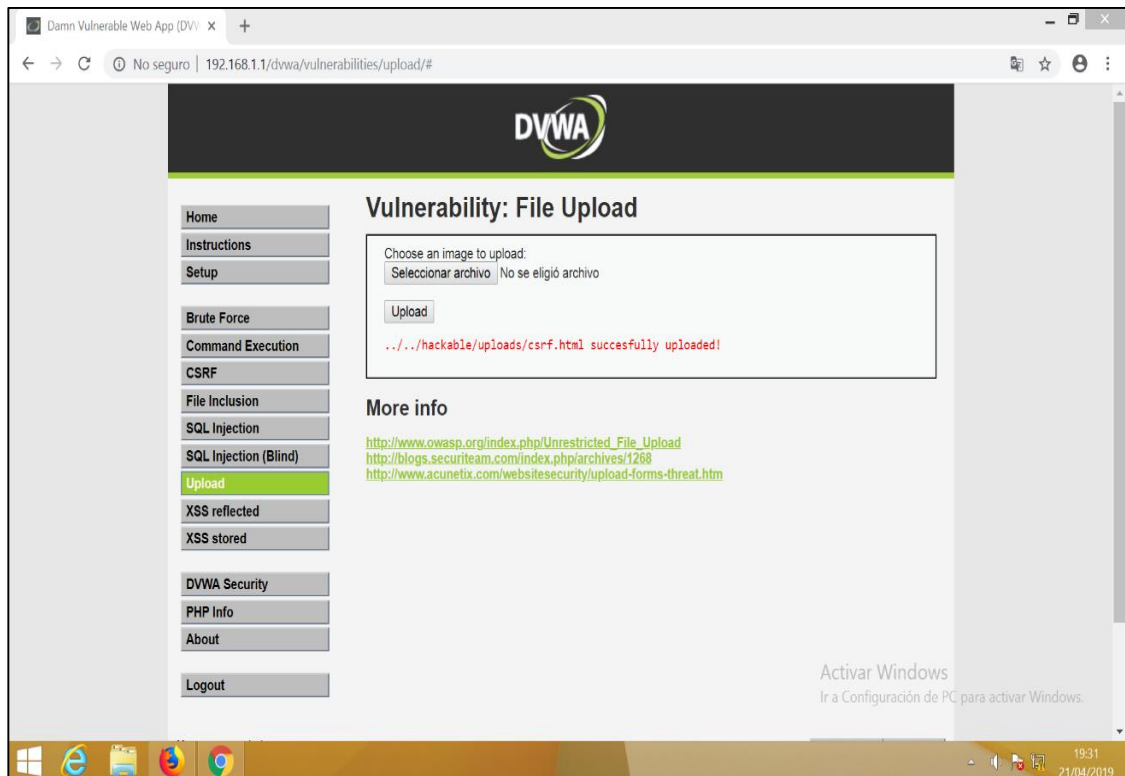 Damn Vulnerable Web App (DVV
No seguro | 192.168.1.1/dvwa/vulnerabilities/upload/#
DVWA
Home
Instructions
Setup
Brute Force
Command Execution
CSRF
File Inclusion
SQL Injection
SQL Injection (Blind)
Upload
XSS reflected
XSS stored
DVWA Security
PHP Info
About
Logout
Vulnerability: File Upload
Choose an image to upload:
Seleccionar archivo No se eligió archivo
Upload
../../hackable/uploads/csrf.html succesfully uploaded!
More info
http://www.owasp.org/index.php/Unrestricted_File_Upload
http://blogs.securiteam.com/index.php/archives/1268
http://www.acunetix.com/websitesecurity/upload-forms-threat.htm
Activar Windows
Ir a Configuración de PC para activar Windows.
19:31
21/04/2019